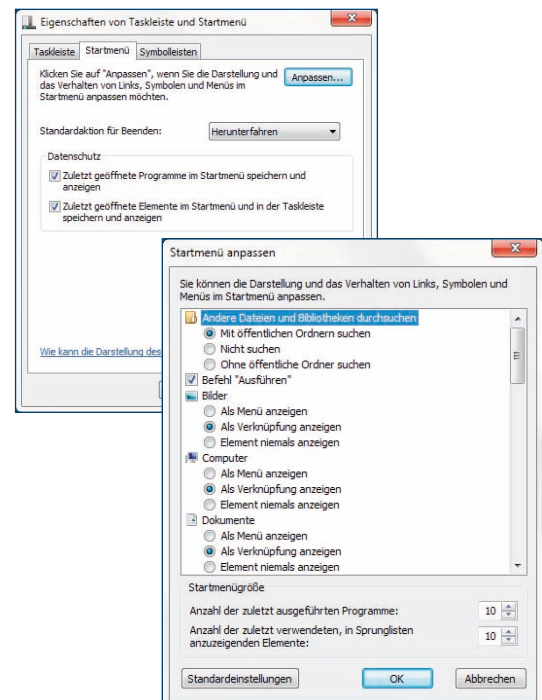 Eigenschaften von Taskleiste und Startmenü
Taskleiste Startmenü Symbolleisten
Klicken Sie auf "Anpassen", wenn Sie die Darstellung und
das Verhalten von Links, Symbolen und Menüs im
Startmenü anpassen möchten.
Anpassen...
Standardaktion für Beenden:
Herunterfahren
Datenschutz
Zuletzt geöffnete Programme im Startmenü speichern und
anzeigen
Zuletzt geöffnete Elemente im Startmenü und in der Taskleiste
speichern und anzeigen
Wie kann die Darstellung des
Startmenü anpassen
Sie können die Darstellung und das Verhalten von Links, Symbolen und
Menüs im Startmenü anpassen.
Andere Dateien und Bibliotheken durchsuchen
Mit öffentlichen Ordnern suchen
Nicht suchen
Ohne öffentliche Ordner suchen
Befehl "Ausführen"
Bilder
Als Menü anzeigen
Als Verknüpfung anzeigen
Element niemals anzeigen
Computer
Als Menü anzeigen
Als Verknüpfung anzeigen
Element niemals anzeigen
Dokumente
Als Menü anzeigen
Als Verknüpfung anzeigen
Element niemals anzeigen
Startmenügröße
Anzahl der zuletzt ausgeführten Programme:
10
Anzahl der zuletzt verwendeten, in Sprunglisten
anzuzeigenden Elemente:
10
Standardeinstellungen
OK
Abbrechen